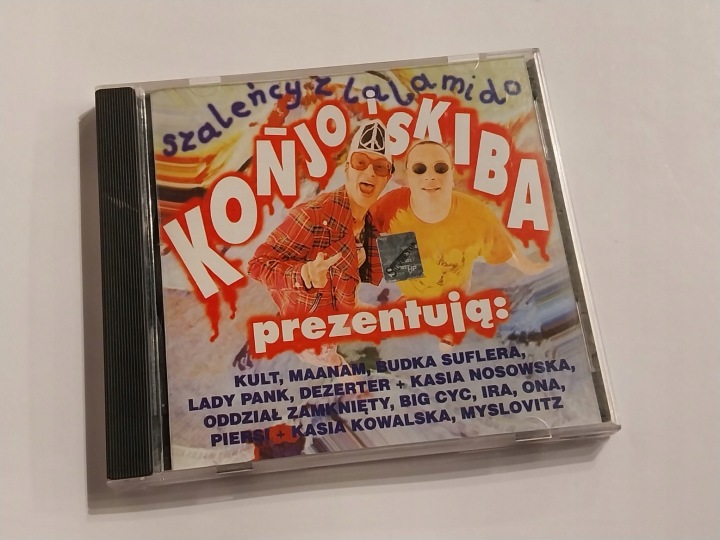 szaleńcy z lalamido
KOŃJO i SKIBA
prezentują:
KULT, MAANAM, BUDKA SUFLERA,
LADY PANK, DEZERTER + KASIA NOSOWSKA,
ODDZIAŁ ZAMKNIĘTY, BIG CYC, IRA, ONA,
PIERSI + KASIA KOWALSKA, MYSLOVITZ